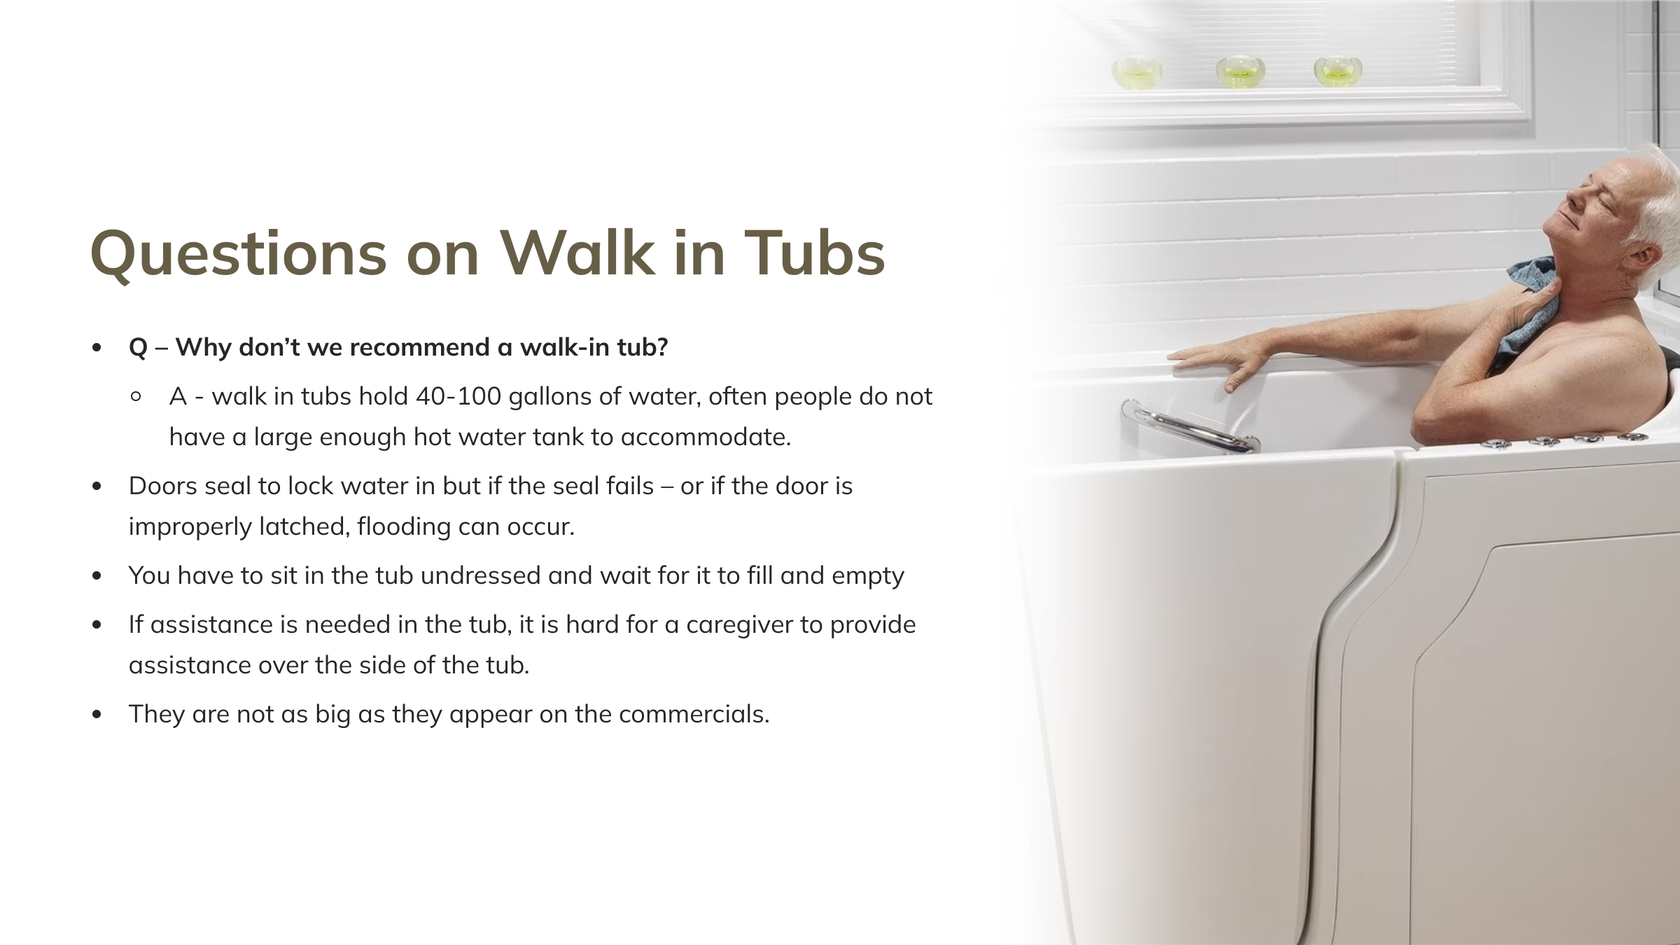 Questions on Walk in Tubs
• Q – Why don’t we recommend a walk-in tub?
○ A - walk in tubs hold 40-100 gallons of water, often people do not
have a large enough hot water tank to accommodate.
• Doors seal to lock water in but if the seal fails – or if the door is
improperly latched, flooding can occur.
• You have to sit in the tub undressed and wait for it to fill and empty
• If assistance is needed in the tub, it is hard for a caregiver to provide
assistance over the side of the tub.
• They are not as big as they appear on the commercials.